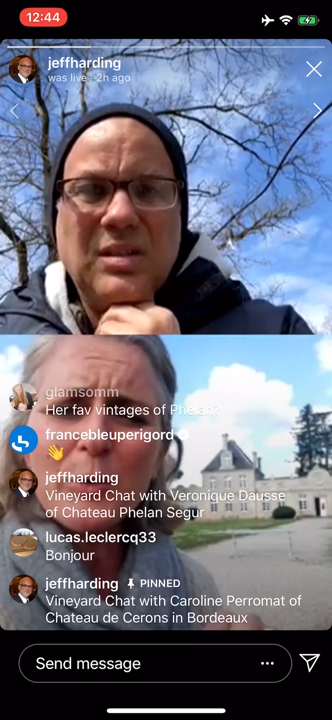 12:44
jeffharding
was live · 2h ago
glamsomm
Her fav vintages of Phelan?
francebleuperigord
👋
jeffharding
Vineyard Chat with Veronique Dausse
of Chateau Phelan Segur
lucas.leclercq33
Bonjour
jeffharding PINNED
Vineyard Chat with Caroline Perromat of
Chateau de Cerons in Bordeaux
Send message